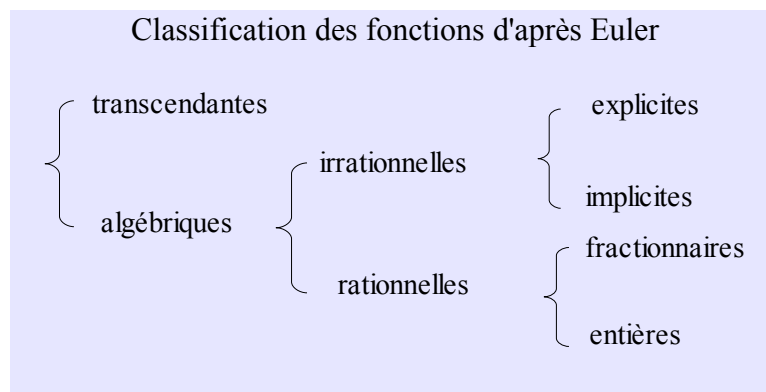 Classification des fonctions d'après Euler
transcendantes
explicites
irrationnelles
implicites
algébriques
fractionnaires
rationnelles
entières